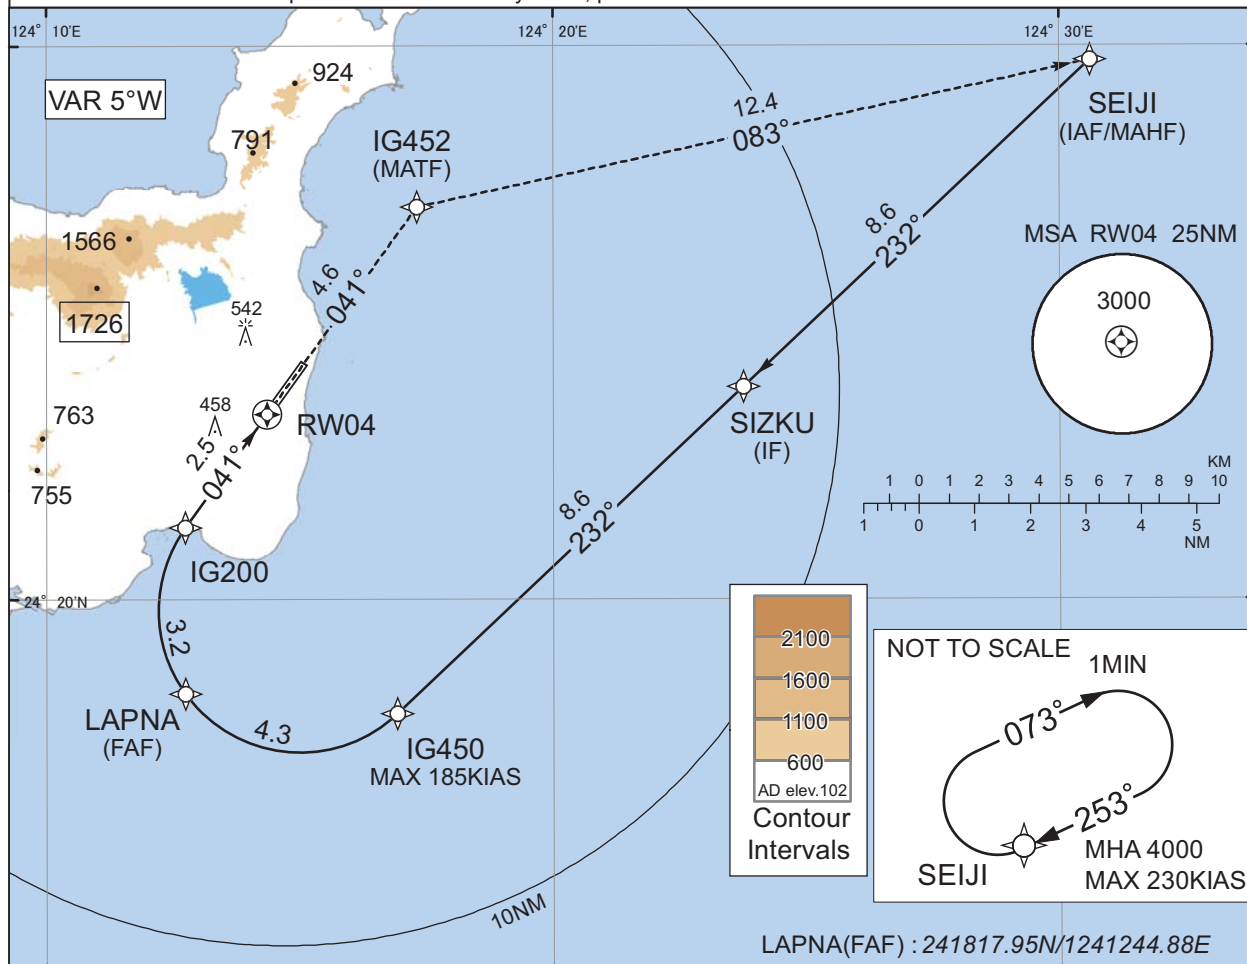 124° 10'E
124° 20'E
124° 30'E
VAR 5°W
924
791
IG452
(MATF)
12.4
083°
SEIJI
(IAF/MAHF)
8.6
232°
MSA RW04 25NM
3000
1566
1726
542
4.6
041°
763
755
458
RW04
2.5
041°
SIZKU
(IF)
KM
1 0 1 2 3 4 5 6 7 8 9 10
1 0 1 2 3 4 5
NM
8.6
232°
IG200
24° 20'N
3.2
LAPNA
(FAF)
4.3
IG450
MAX 185KIAS
10NM
2100
1600
1100
600
AD elev.102
Contour
Intervals
NOT TO SCALE
1MIN
073°
253°
SEIJI
MHA 4000
MAX 230KIAS
LAPNA(FAF) : 241817.95N/1241244.88E